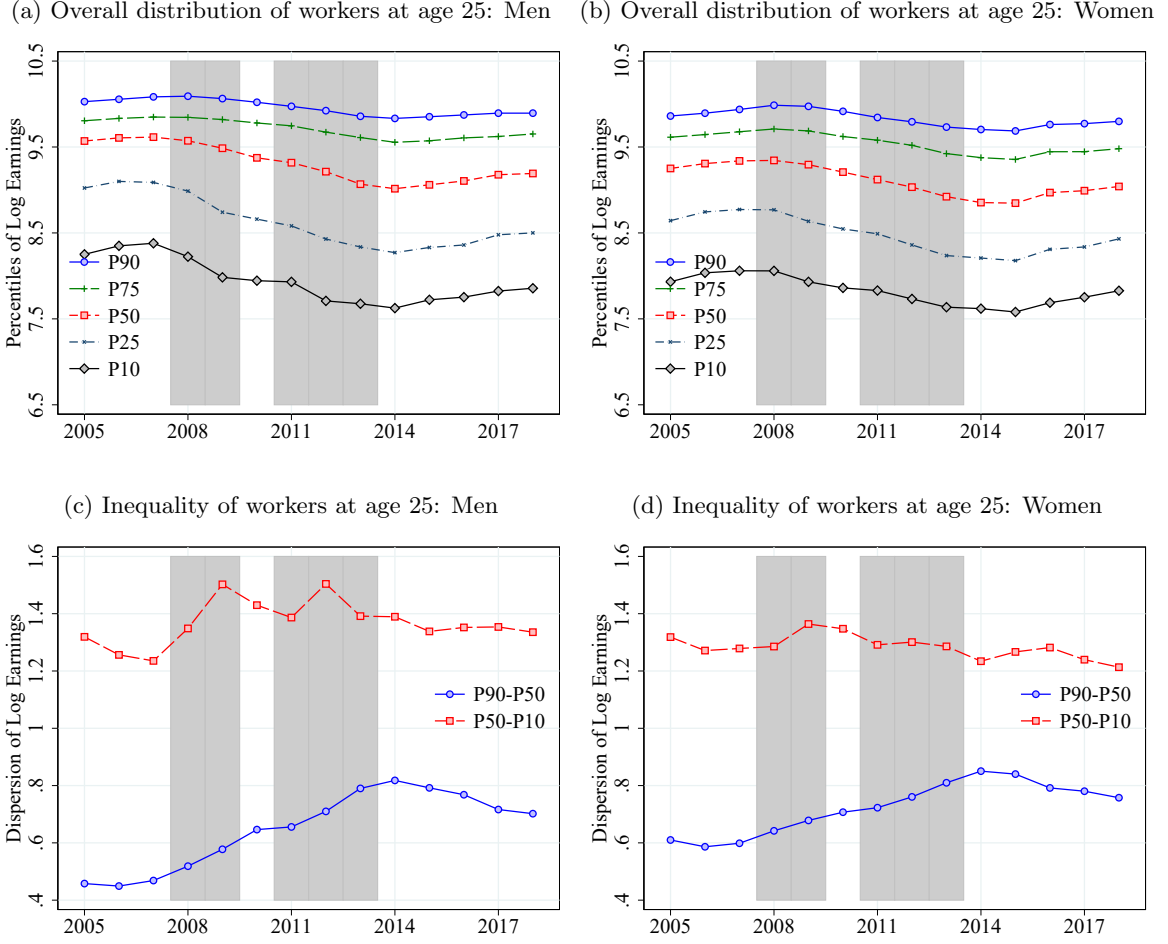 (a) Overall distribution of workers at age 25: Men
(b) Overall distribution of workers at age 25: Women
Percentiles of Log Earnings
10.5
9.5
8.5
7.5
6.5
P90
P75
P50
P25
P10
2005 2008 2011 2014 2017
Percentiles of Log Earnings
10.5
9.5
8.5
7.5
6.5
P90
P75
P50
P25
P10
2005 2008 2011 2014 2017
(c) Inequality of workers at age 25: Men
(d) Inequality of workers at age 25: Women
Dispersion of Log Earnings
1.6
1.4
1.2
1
.8
.6
.4
P90-P50
P50-P10
2005 2008 2011 2014 2017
Dispersion of Log Earnings
1.6
1.4
1.2
1
.8
.6
.4
P90-P50
P50-P10
2005 2008 2011 2014 2017